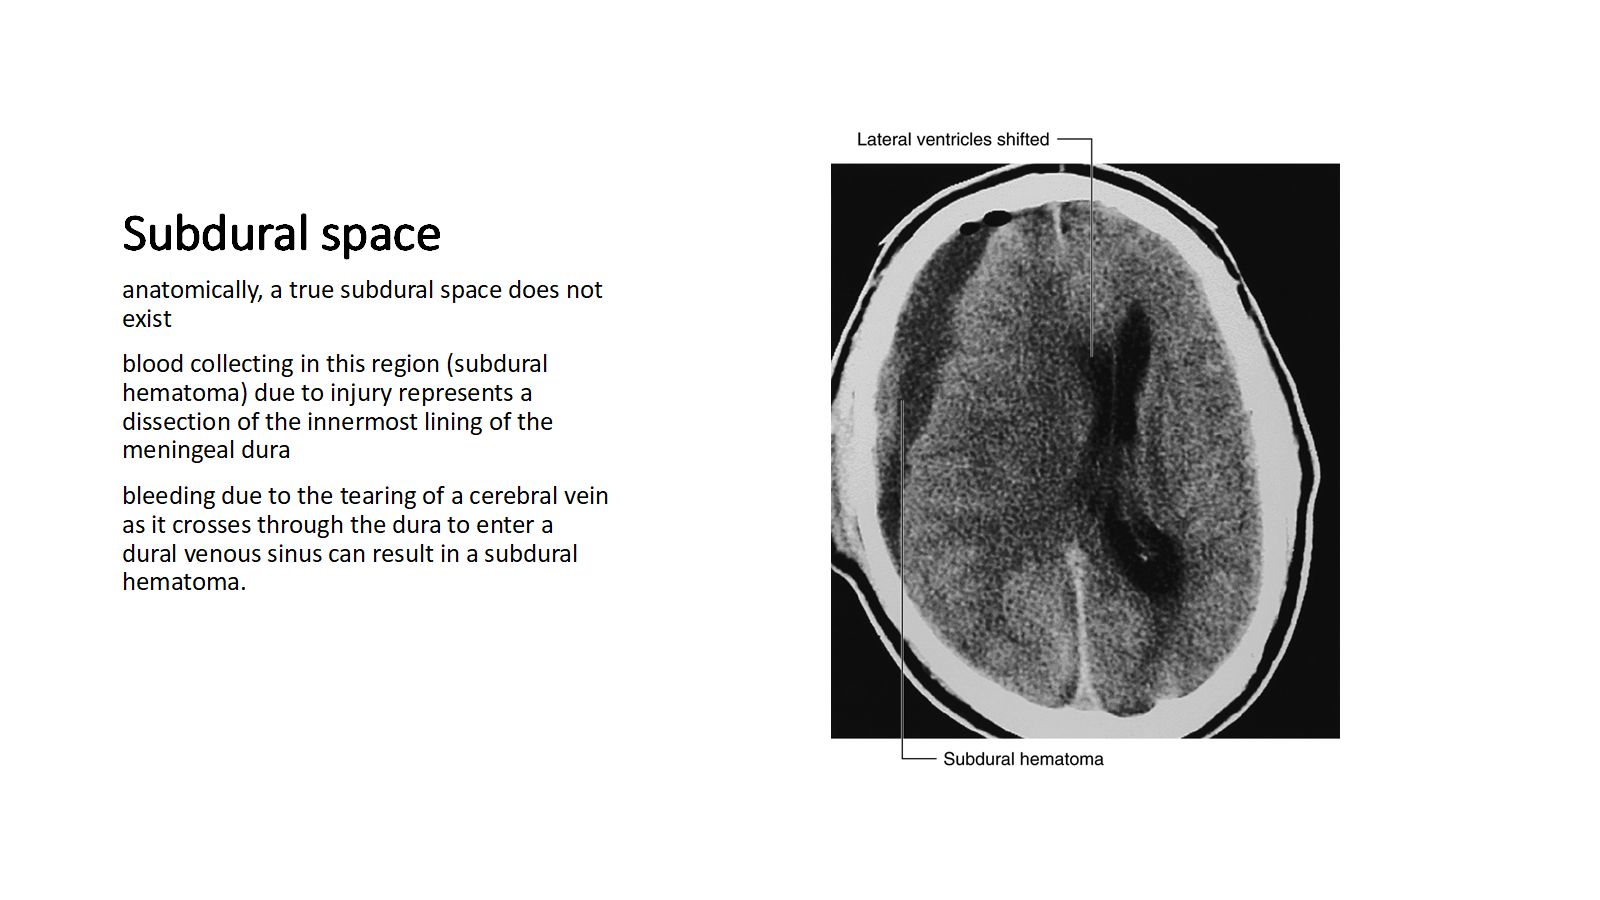 Subdural space
anatomically, a true subdural space does not
exist
blood collecting in this region (subdural
hematoma) due to injury represents a
dissection of the innermost lining of the
meningeal dura
bleeding due to the tearing of a cerebral vein
as it crosses through the dura to enter a
dural venous sinus can result in a subdural
hematoma.
Lateral ventricles shifted
Subdural hematoma